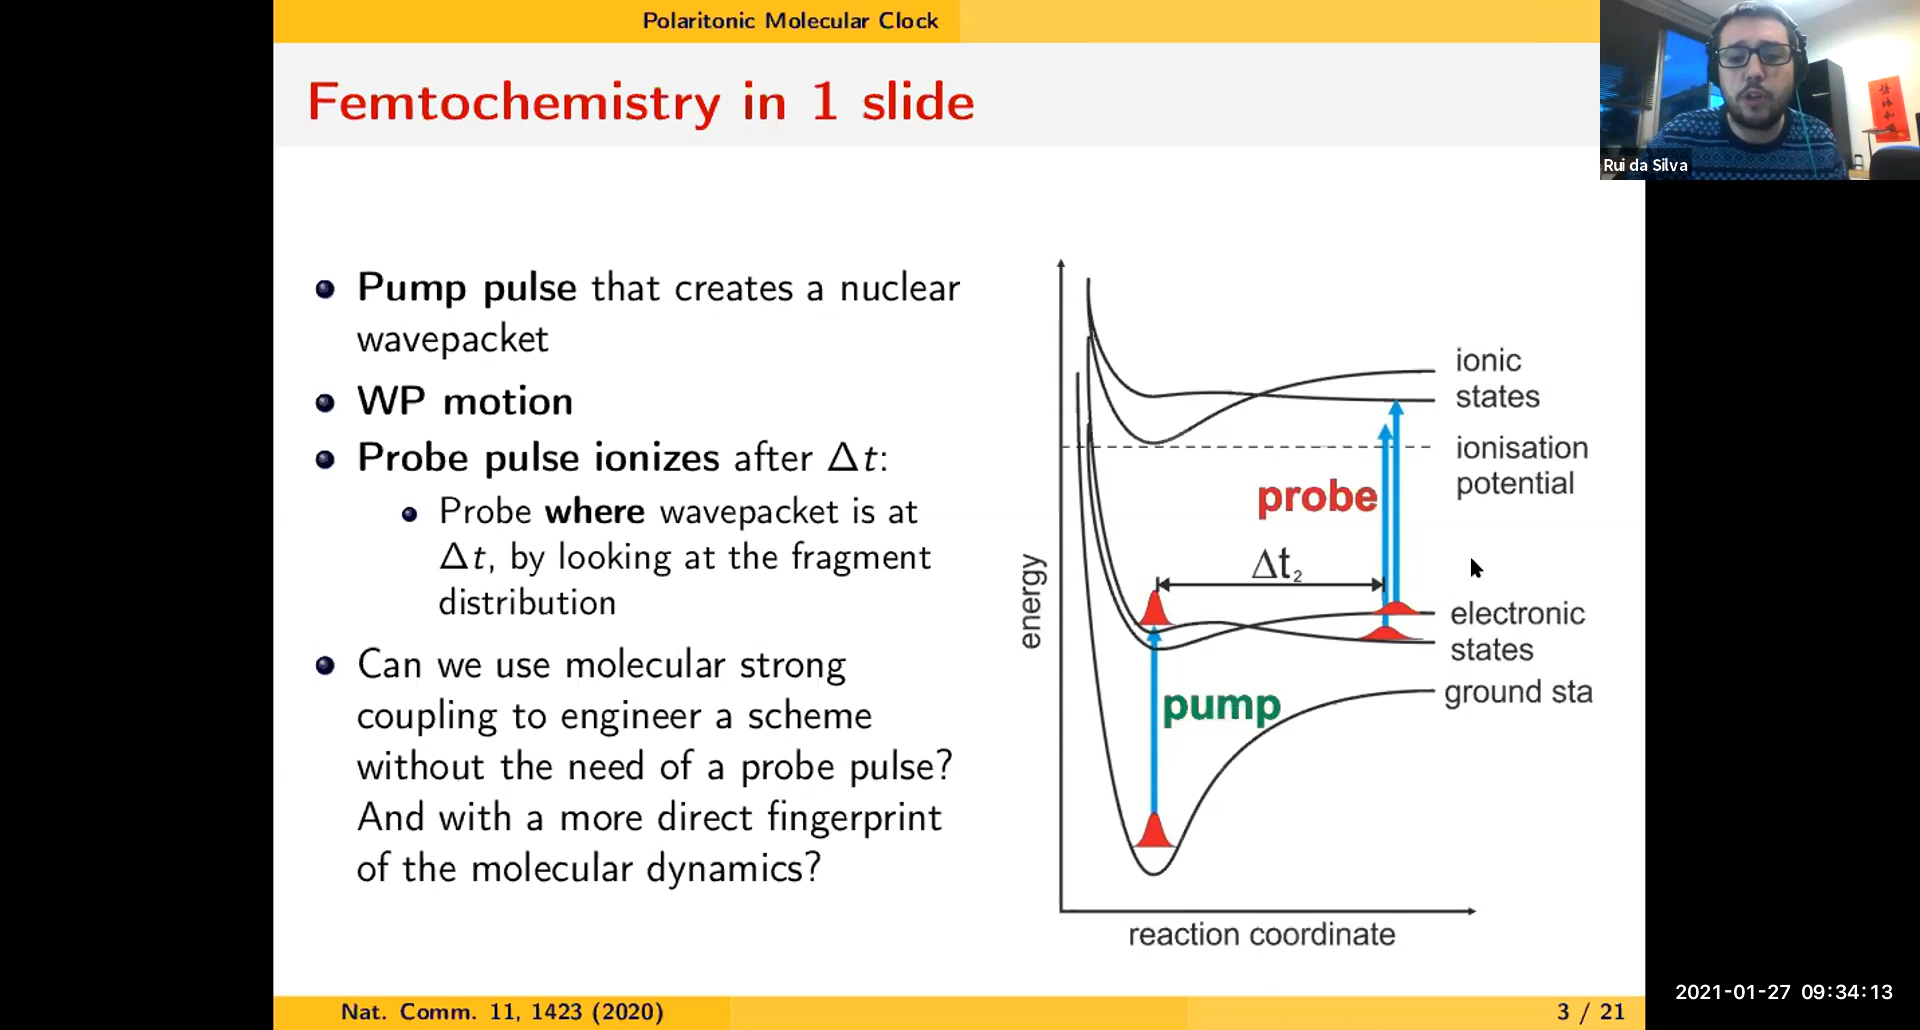 Polaritonic Molecular Clock
Femtochemistry in 1 slide
Rui da Silva
Pump pulse that creates a nuclear
wavepacket
WP motion
Probe pulse ionizes after Δt:
Probe where wavepacket is at
Δt, by looking at the fragment
distribution
Can we use molecular strong
coupling to engineer a scheme
without the need of a probe pulse?
And with a more direct fingerprint
of the molecular dynamics?
energy
ionic
states
ionisation
potential
probe
Δt₂
electronic
states
pump
ground sta
reaction coordinate
Nat. Comm. 11, 1423 (2020)
3 / 21
2021-01-27 09:34:13